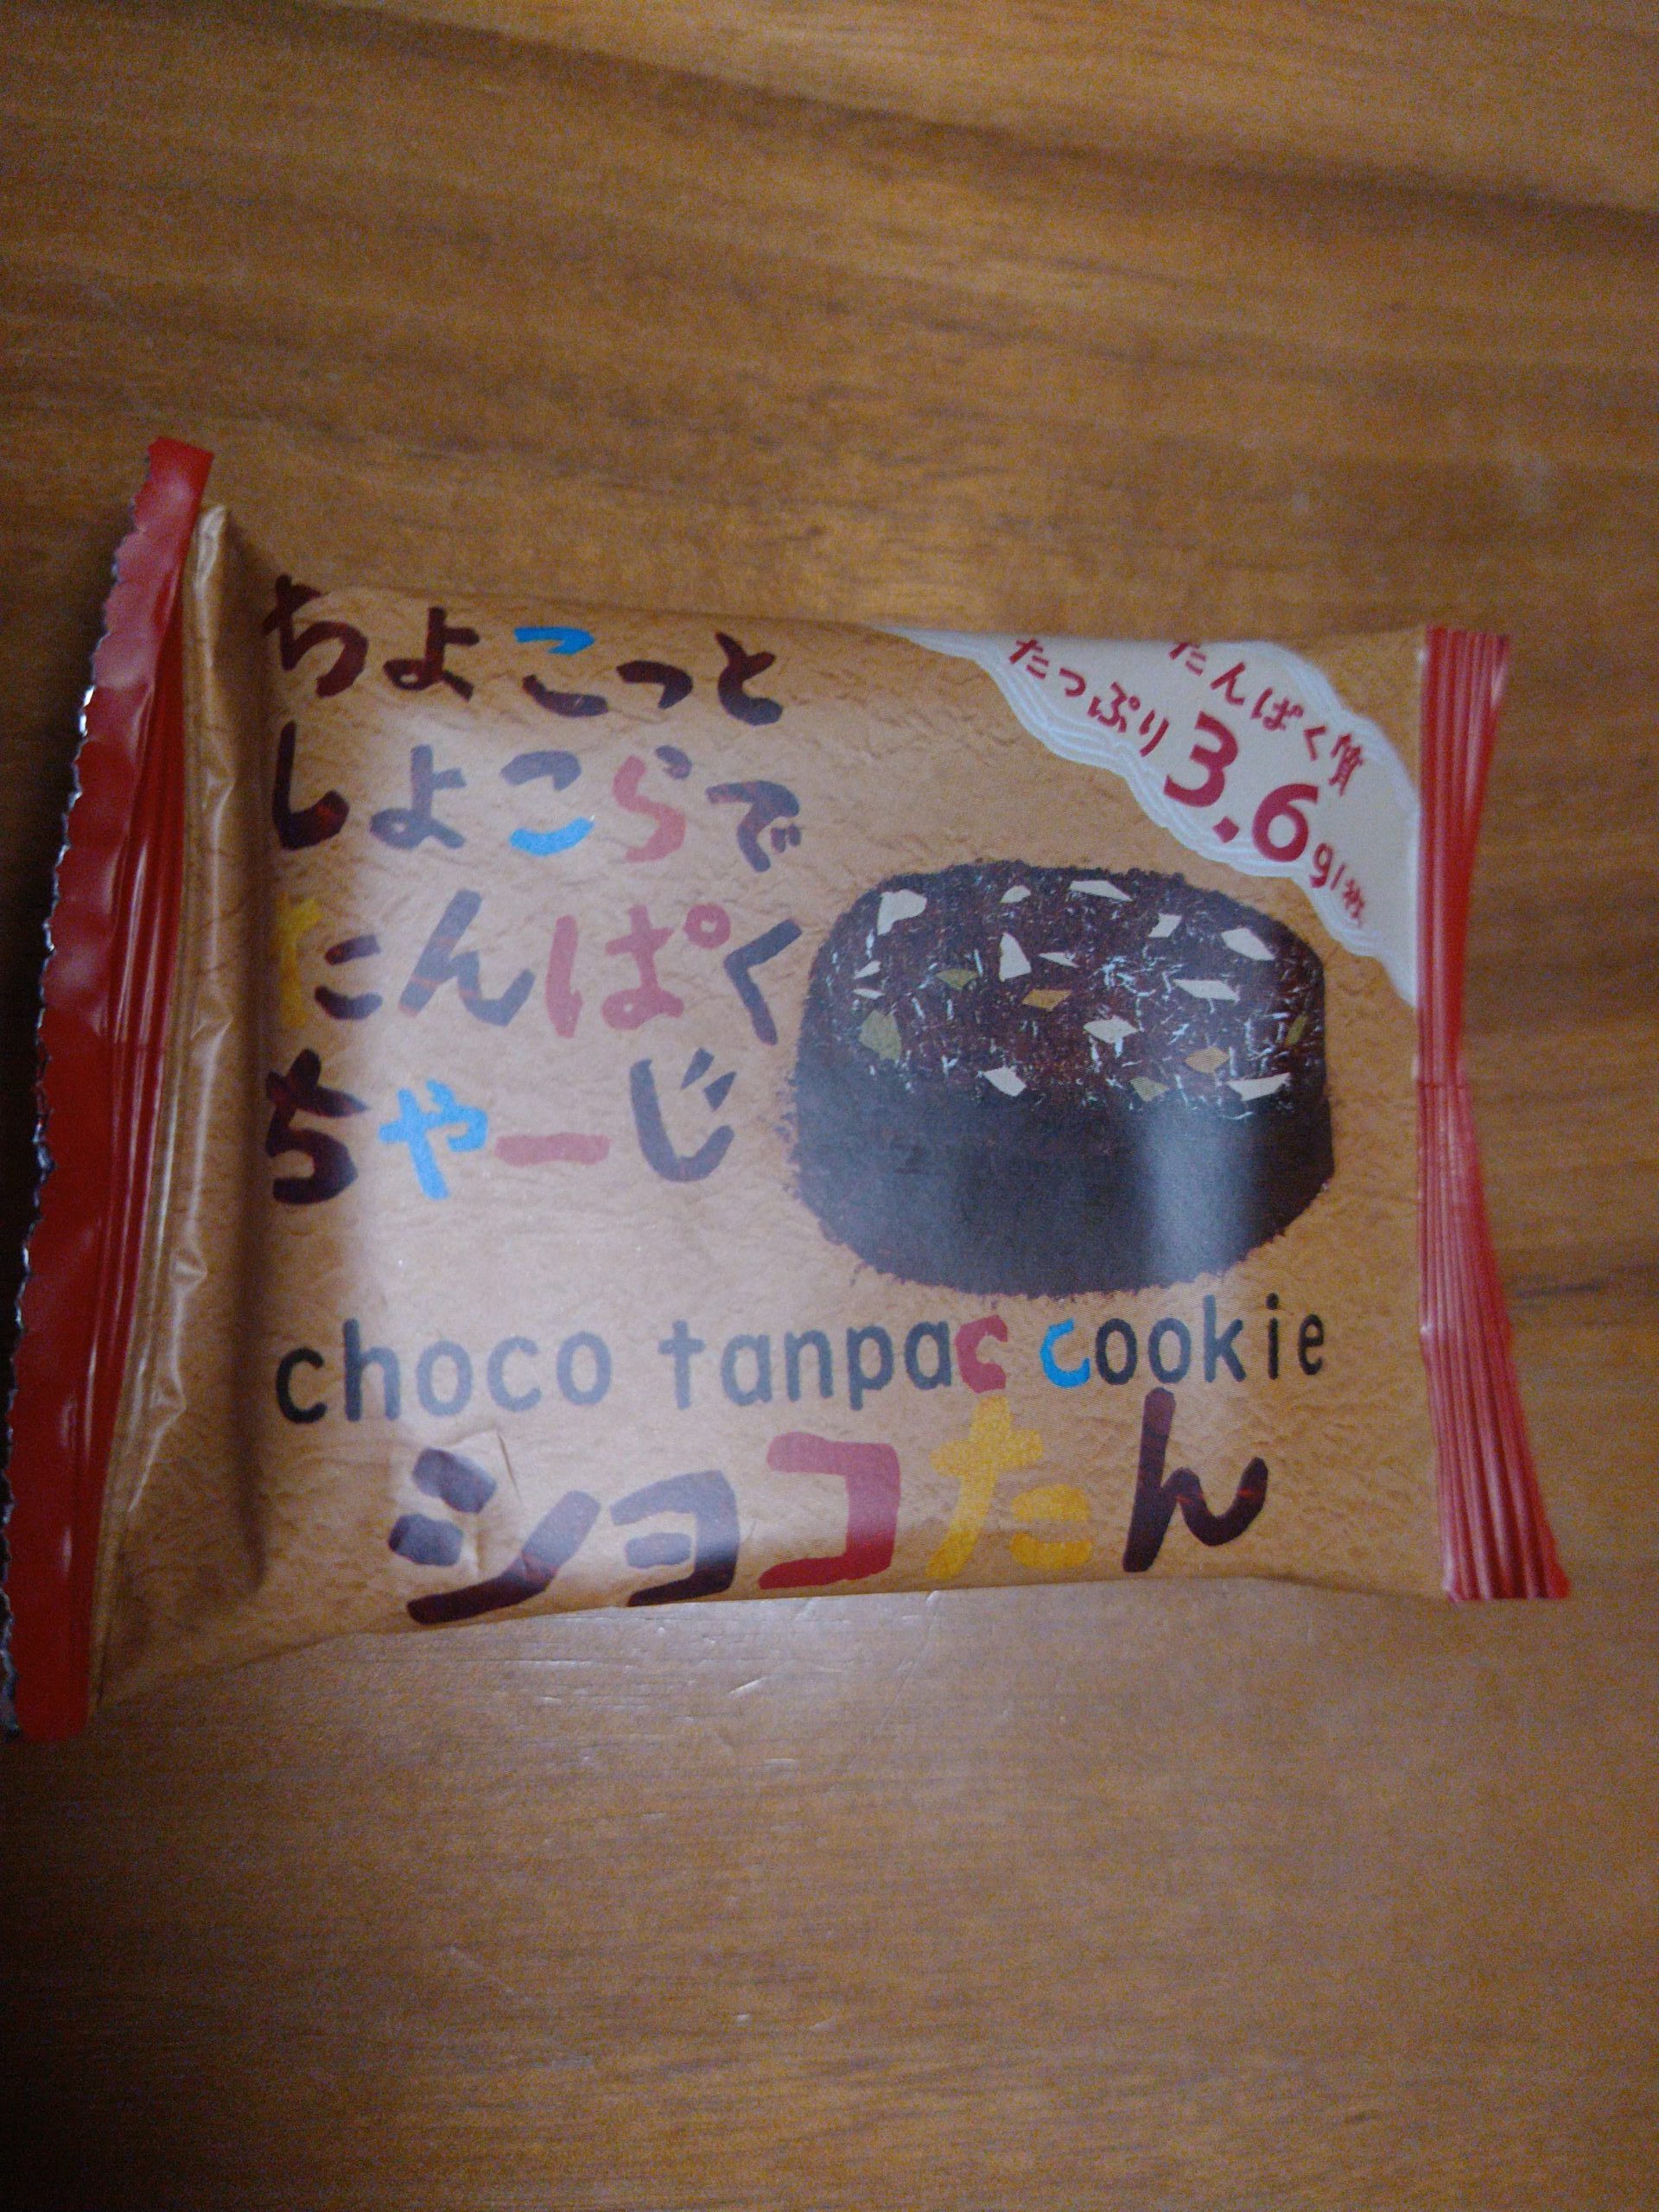 ちょこっと
しょこらで
たんぱく
ちゃーじ
たんぱく質
たっぷり3.6g/1枚
choco tanpac cookie
ショコたん